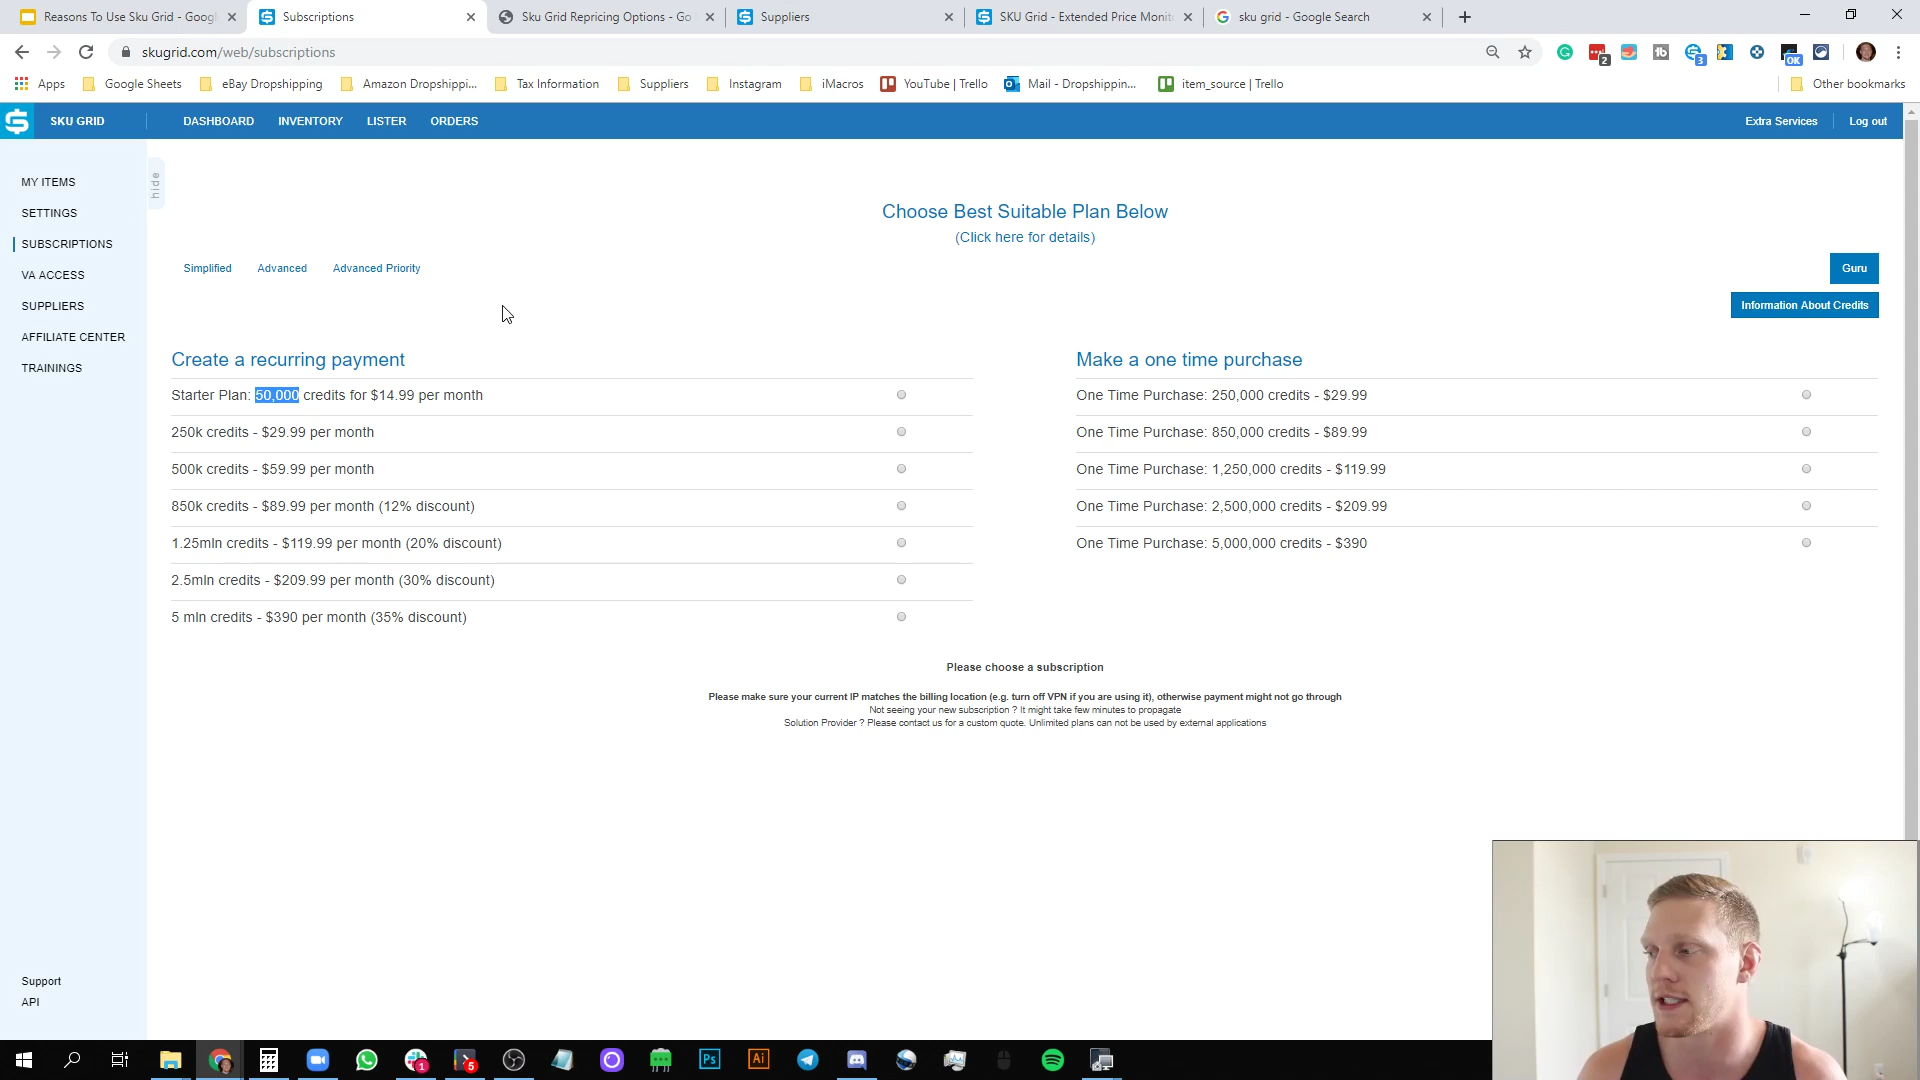 Reasons To Use Sku Grid - Googl
Subscriptions
Sku Grid Repricing Options - Go
Suppliers
SKU Grid - Extended Price Monit
sku grid - Google Search
skugrid.com/web/subscriptions
2
3
OK
Apps
Google Sheets
eBay Dropshipping
Amazon Dropshippi...
Tax Information
Suppliers
Instagram
iMacros
YouTube | Trello
Mail - Dropshippin...
item_source | Trello
Other bookmarks
SKU GRID
DASHBOARD
INVENTORY
LISTER
ORDERS
Extra Services
Log out
hide
MY ITEMS
SETTINGS
SUBSCRIPTIONS
VA ACCESS
SUPPLIERS
AFFILIATE CENTER
TRAININGS
Choose Best Suitable Plan Below
(Click here for details)
Simplified
Advanced
Advanced Priority
Guru
Information About Credits
Create a recurring payment
Starter Plan: 50,000 credits for $14.99 per month
250k credits - $29.99 per month
500k credits - $59.99 per month
850k credits - $89.99 per month (12% discount)
1.25mln credits - $119.99 per month (20% discount)
2.5mln credits - $209.99 per month (30% discount)
5 mln credits - $390 per month (35% discount)
Make a one time purchase
One Time Purchase: 250,000 credits - $29.99
One Time Purchase: 850,000 credits - $89.99
One Time Purchase: 1,250,000 credits - $119.99
One Time Purchase: 2,500,000 credits - $209.99
One Time Purchase: 5,000,000 credits - $390
Please choose a subscription
Please make sure your current IP matches the billing location (e.g. turn off VPN if you are using it), otherwise payment might not go through
Not seeing your new subscription ? It might take few minutes to propagate
Solution Provider ? Please contact us for a custom quote. Unlimited plans can not be used by external applications
Support
API
1
5
Ps
Ai